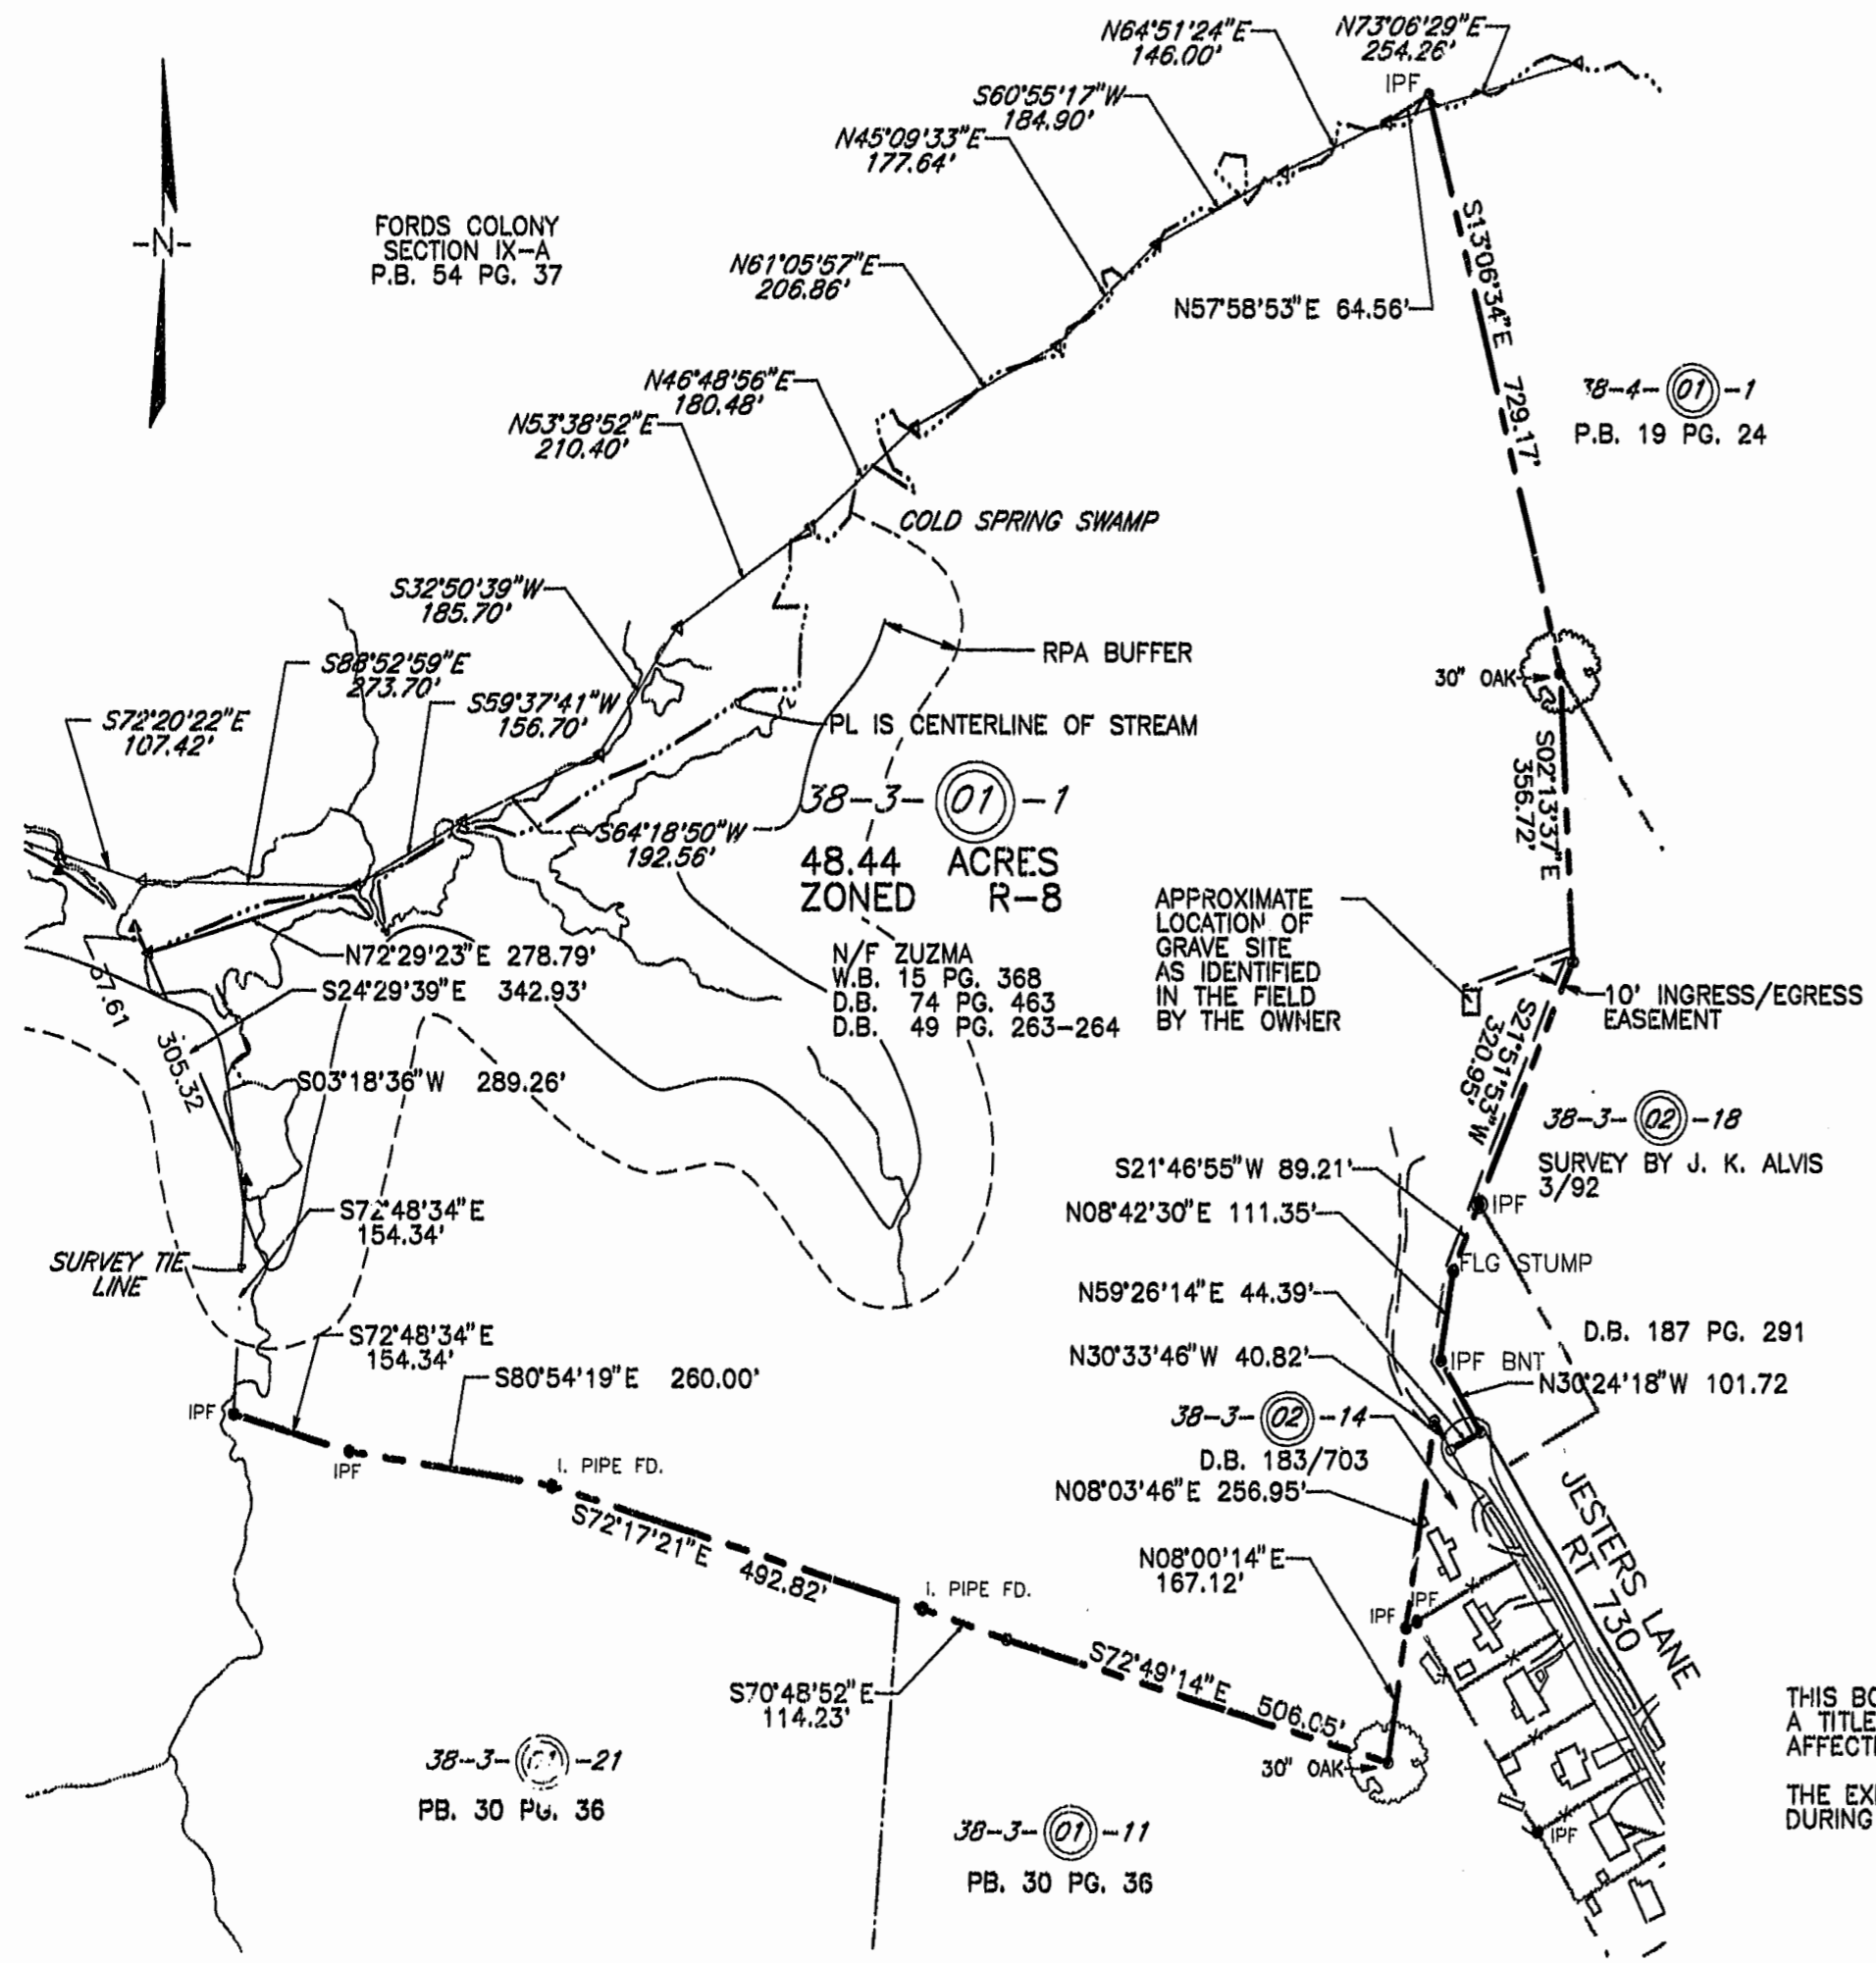 N64°51'24"E
146.00'
N73°06'29"E
254.26'
IPF
S60°55'17"W
184.90'
N45°09'33"E
177.64'
-N-
FORDS COLONY
SECTION IX-A
P.B. 54 PG. 37
N61°05'57"E
206.86'
N57°58'53"E 64.56'
S13°06'34"E 729.17'
38-4-01-1
P.B. 19 PG. 24
N46°48'56"E
180.48'
N53°38'52"E
210.40'
COLD SPRING SWAMP
S32°50'39"W
185.70'
RPA BUFFER
30" OAK
S88°52'59"E
273.70'
S59°37'41"W
156.70'
S72°20'22"E
107.42'
PL IS CENTERLINE OF STREAM
S02°13'37"E
356.72'
38-3-01-1
48.44 ACRES
ZONED R-8
S64°18'50"W
192.56'
N/F ZUZMA
W.B. 15 PG. 368
D.B. 74 PG. 463
D.B. 49 PG. 263-264
APPROXIMATE
LOCATION OF
GRAVE SITE
AS IDENTIFIED
IN THE FIELD
BY THE OWNER
10' INGRESS/EGRESS
EASEMENT
N72°29'23"E 278.79'
S24°29'39"E 342.93'
37.61
305.32
S03°18'36"W 289.26'
S21°51'53"W
320.95'
38-3-02-18
SURVEY BY J. K. ALVIS
3/92
S21°46'55"W 89.21'
IPF
N08°42'30"E 111.35'
S72°48'34"E
154.34'
SURVEY TIE
LINE
FLG STUMP
N59°26'14"E 44.39'
D.B. 187 PG. 291
S72°48'34"E
154.34'
N30°33'46"W 40.82'
IPF BNT
N30°24'18"W 101.72
S80°54'19"E 260.00'
IPF
IPF
38-3-02-14
D.B. 183/703
I. PIPE FD.
N08°03'46"E 256.95'
S72°17'21"E 492.82'
JESTERS LANE
RT 730
N08°00'14"E
167.12'
I. PIPE FD.
IPF
IPF
S72°49'14"E 506.05'
S70°48'52"E
114.23'
30" OAK
THIS BO
A TITLE
AFFECT
THE EX
DURING
38-3- -21
PB. 30 PG. 36
38-3-01-11
PB. 30 PG. 36
IPF